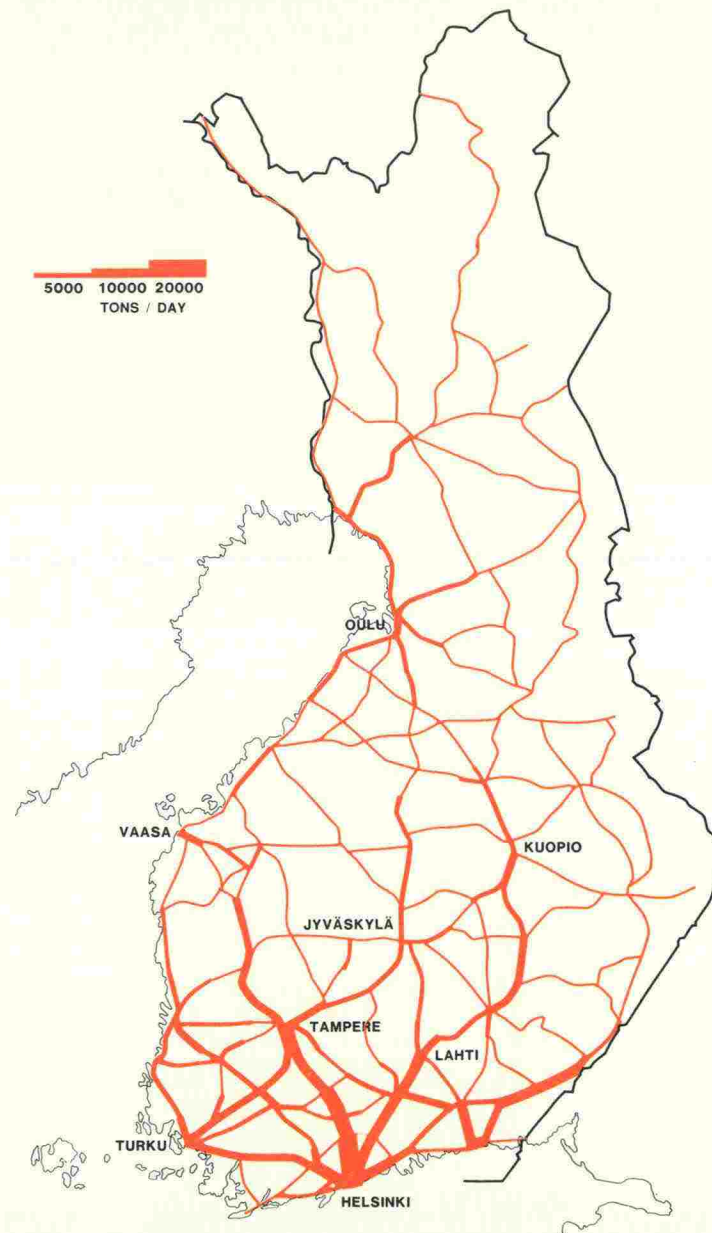 5000 10000 20000
TONS / DAY
OULU
VAASA
KUOPIO
JYVÄSKYLÄ
TAMPERE
LAHTI
TURKU
HELSINKI